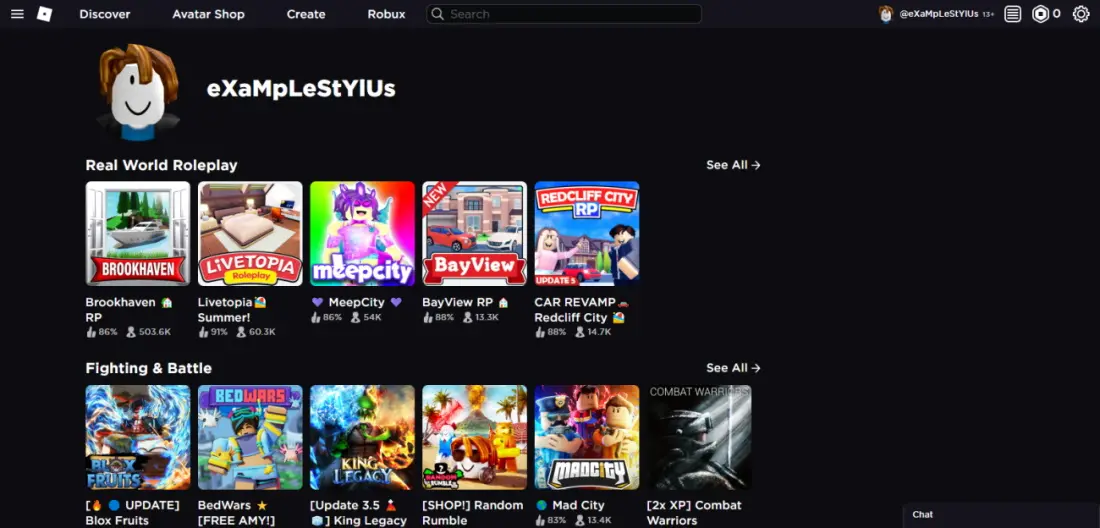 Discover Avatar Shop Create Robux Search @eXaMpLeStYlUs 13+ 0
eXaMpLeStYlUs
Real World Roleplay See All →
NEW REDCLIFF CITY
RP
BROOKHAVEN LiVETOPIA meepcity BayView
Roleplay
UPDATE 5
Brookhaven 🏡 Livetopia🏖️ 💜 MeepCity 💜 BayView RP 🏠 CAR REVAMP🚗
RP Summer! 86% 54K 88% 13.3K Redcliff City 🏖️
86% 503.6K 91% 60.3K 88% 14.7K
Fighting & Battle See All →
BEDWARS COMBAT WARRIORS
BLOX
FRUITS KING
LEGACY RANDOM
RUMBLE MADCITY
[🔥🔵 UPDATE] BedWars ⭐ [Update 3.5 [SHOP!] Random Mad City [2x XP] Combat
Blox Fruits [FREE AMY!] King Legacy Rumble 83% 13.4K Warriors
Chat